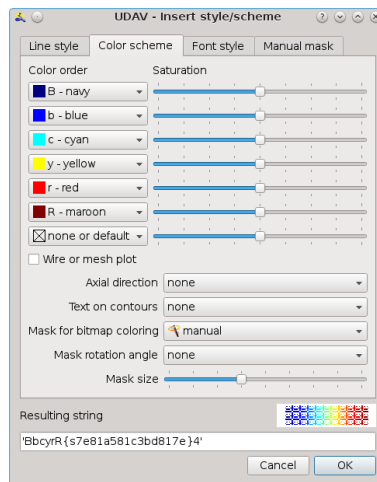 UDAV - Insert style/scheme
Line style Color scheme Font style Manual mask
Color order Saturation
B - navy
b - blue
c - cyan
y - yellow
r - red
R - maroon
none or default
Wire or mesh plot
Axial direction none
Text on contours none
Mask for bitmap coloring manual
Mask rotation angle none
Mask size
Resulting string
'BbcyrR{s7e81a581c3bd817e}4'
Cancel OK